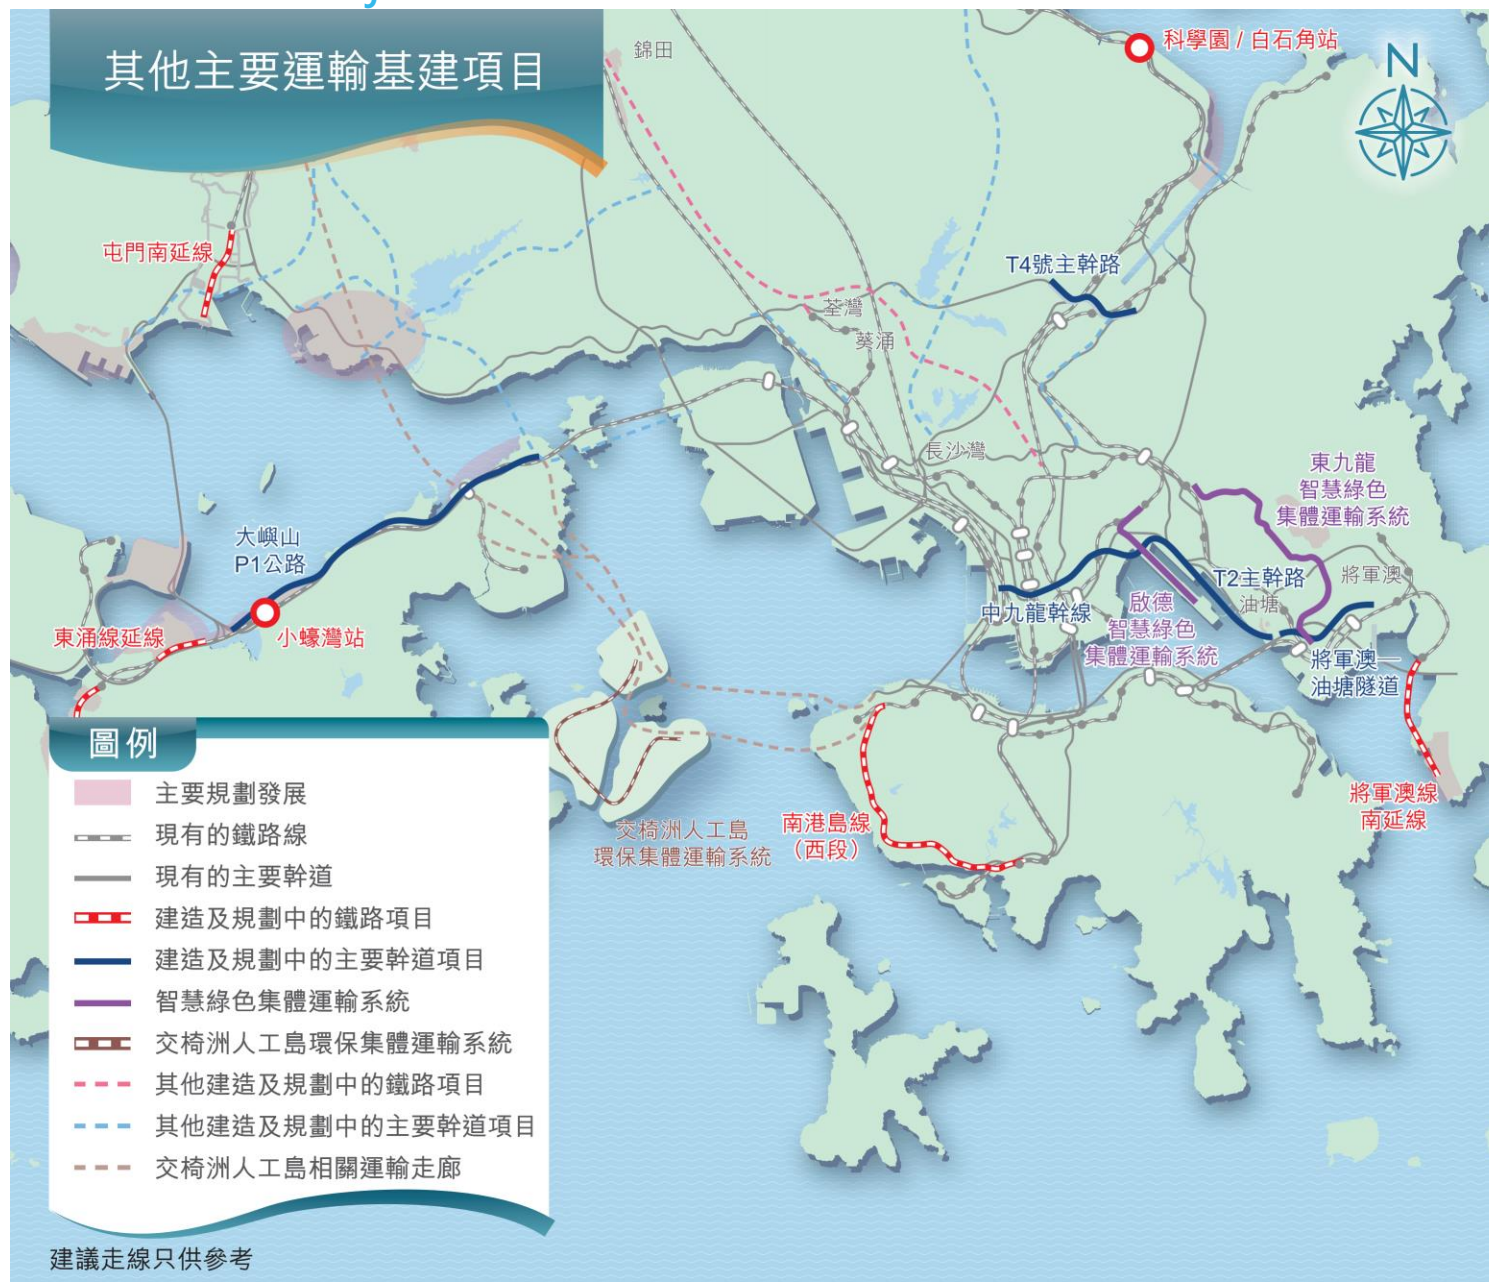 其他主要運輸基建項目
錦田
科學園 / 白石角站
N
屯門南延線
T4號主幹路
荃灣
葵涌
長沙灣
東九龍
智慧綠色
集體運輸系統
大嶼山
P1公路
T2主幹路
油塘
將軍澳
中九龍幹線
啟德
智慧綠色
集體運輸系統
東涌線延線
小蠔灣站
將軍澳—
油塘隧道
交椅洲人工島
環保集體運輸系統
南港島線
（西段）
將軍澳線
南延線
圖例
主要規劃發展
現有的鐵路線
現有的主要幹道
建造及規劃中的鐵路項目
建造及規劃中的主要幹道項目
智慧綠色集體運輸系統
交椅洲人工島環保集體運輸系統
其他建造及規劃中的鐵路項目
其他建造及規劃中的主要幹道項目
交椅洲人工島相關運輸走廊
建議走線只供參考